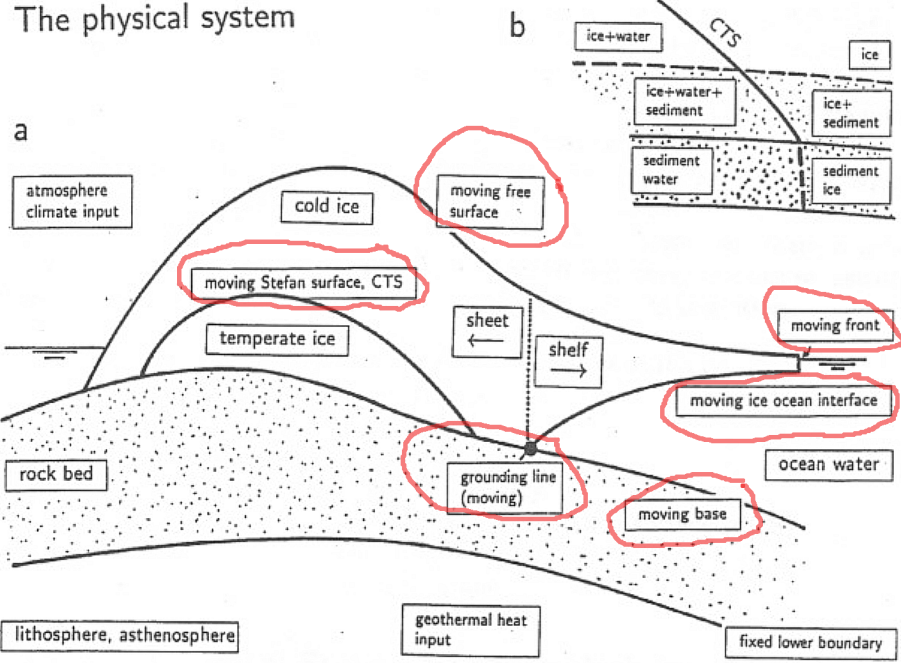 The physical system
b
CTS
ice+water
ice
ice+water+
sediment
ice+
sediment
sediment
water
sediment
ice
a
atmosphere
climate input
cold ice
moving free
surface
moving Stefan surface, CTS
temperate ice
sheet
←
shelf
→
moving front
moving ice ocean interface
rock bed
grounding line
(moving)
ocean water
moving base
lithosphere, asthenosphere
geothermal heat
input
fixed lower boundary